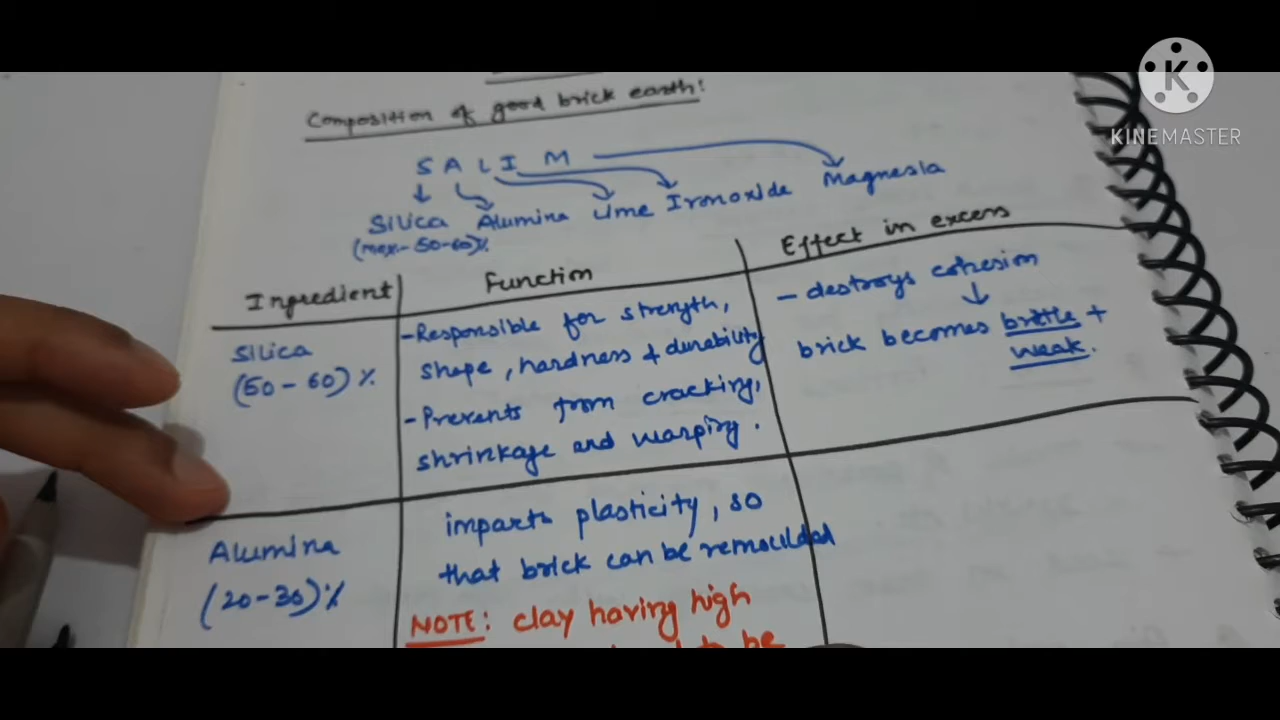 Composition of good brick earth:
S A L I M
Silica Alumina Lime Ironoxide Magnesia
(max-50-60)%
Ingredient Function Effect in excess
Silica
(50-60)%
-Responsible for strength,
shape, hardness & durability
-Prevents from cracking,
shrinkage and warping.
- destroys cohesion
brick becomes brittle +
weak.
Alumina
(20-30)%
imparts plasticity, so
that brick can be remoulded
NOTE: clay having high
to be
K
KINEMASTER